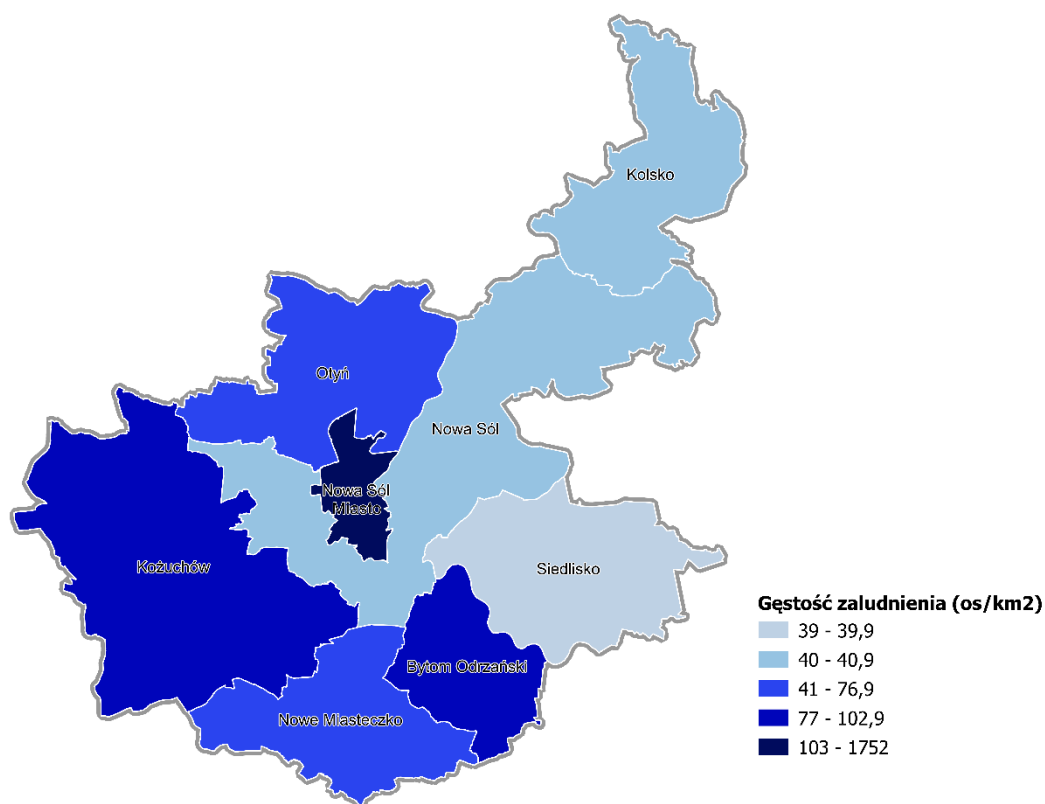 Kolsko
Otyń
Nowa Sól
Nowa Sól
Miasto
Kożuchów
Siedlisko
Bytom Odrzański
Nowe Miasteczko
Gęstość zaludnienia (os/km2)
39 - 39,9
40 - 40,9
41 - 76,9
77 - 102,9
103 - 1752